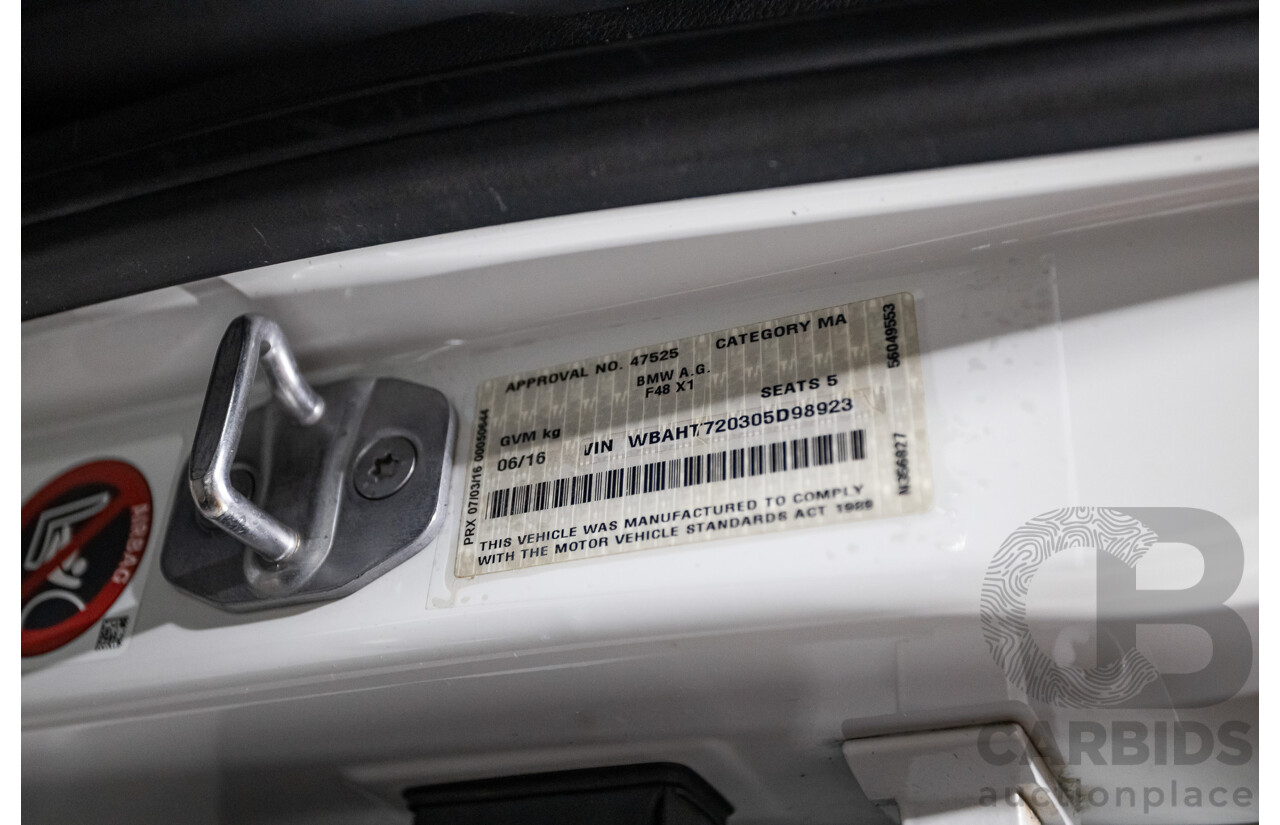 APPROVAL NO. 47525 CATEGORY MA
BMW A.G.
F48 X1
GVM kg SEATS 5
06/16 VIN WBAHT720305D98923
THIS VEHICLE WAS MANUFACTURED TO COMPLY
WITH THE MOTOR VEHICLE STANDARDS ACT 1989
PRX 07/03/16 00050644
N356827 56049553
AIRBAG
CB
CARBIDS
auctionplace